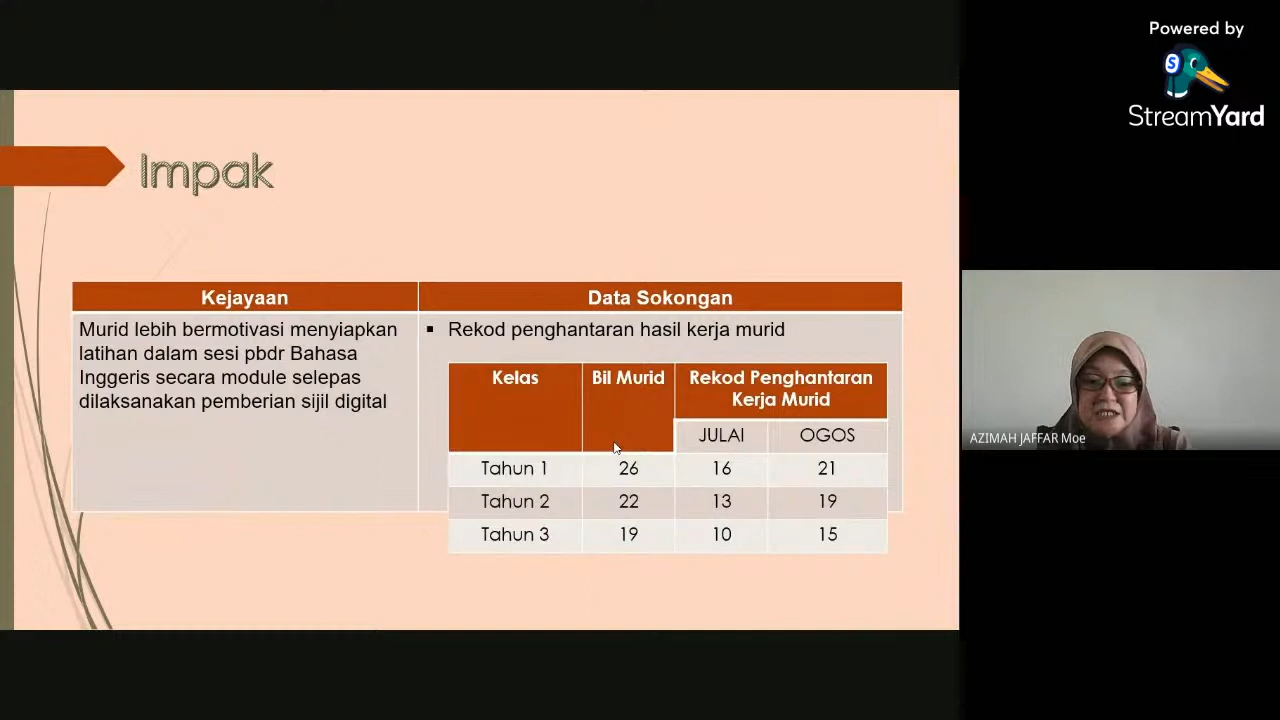 Powered by
StreamYard
Impak
Kejayaan
Data Sokongan
Murid lebih bermotivasi menyiapkan
latihan dalam sesi pbdr Bahasa
Inggeris secara module selepas
dilaksanakan pemberian sijil digital
▪ Rekod penghantaran hasil kerja murid
Kelas Bil Murid Rekod Penghantaran
Kerja Murid
JULAI OGOS
Tahun 1 26 16 21
Tahun 2 22 13 19
Tahun 3 19 10 15
AZIMAH JAFFAR Moe